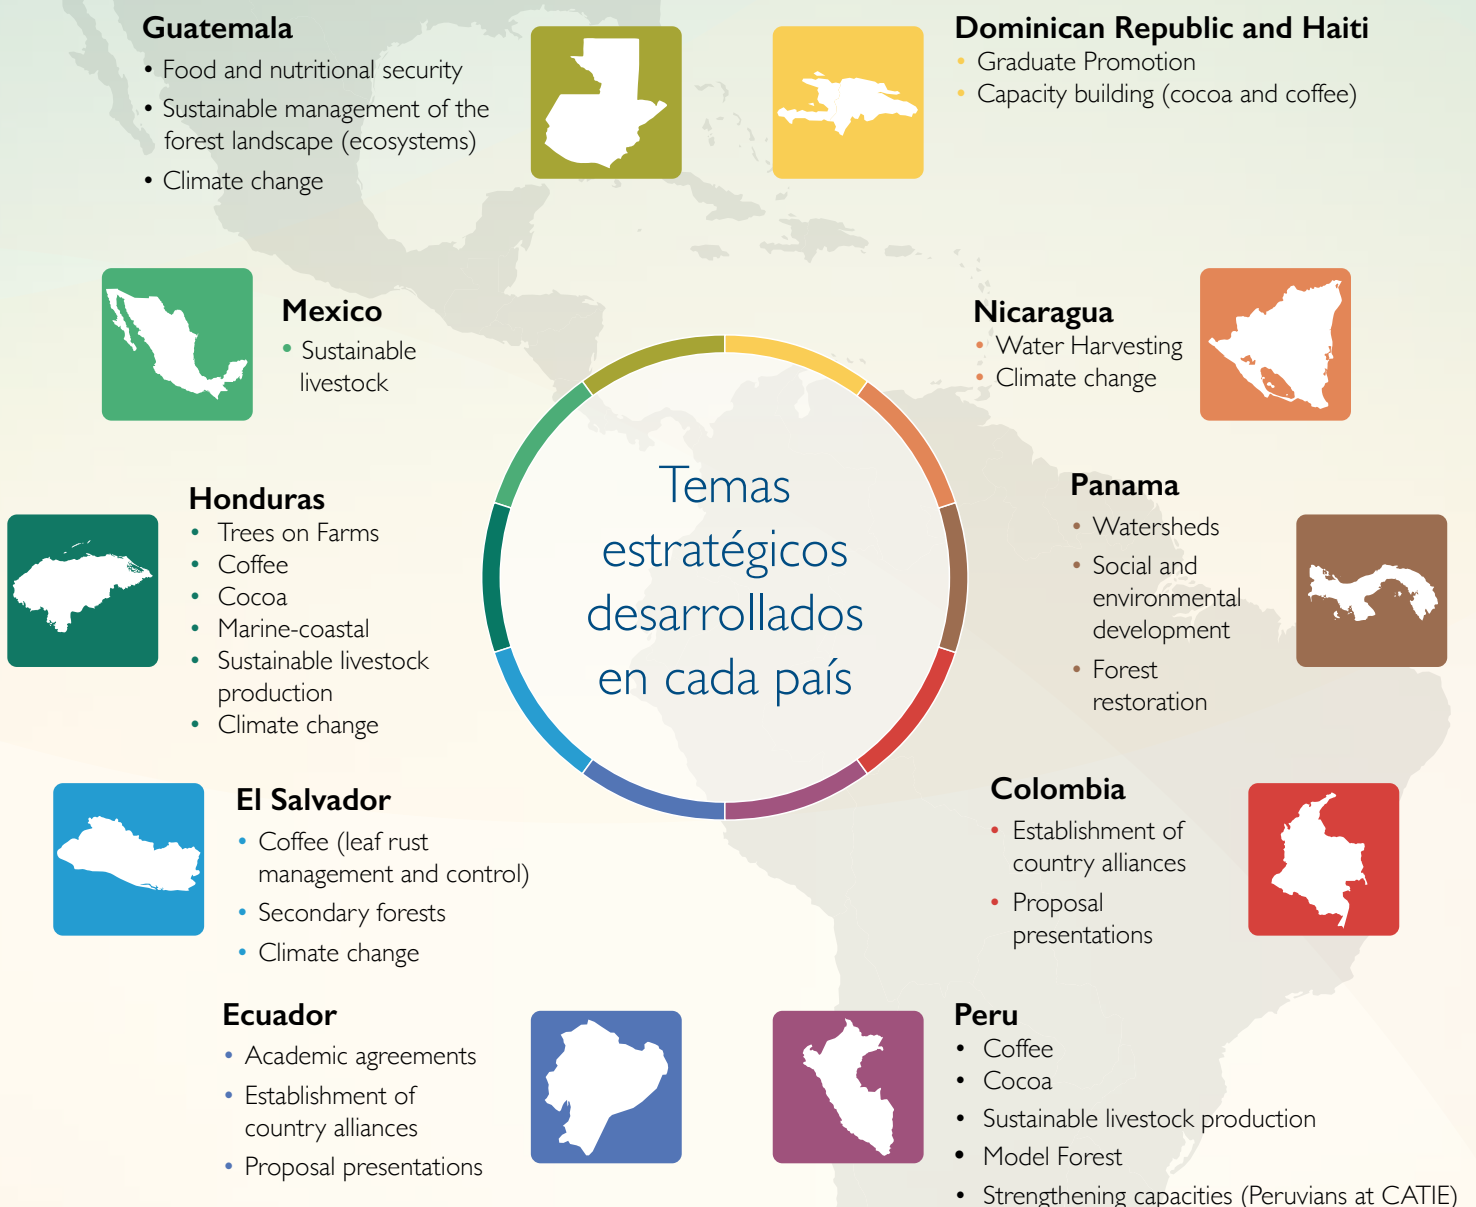 Guatemala
• Food and nutritional security
• Sustainable management of the
forest landscape (ecosystems)
• Climate change
Dominican Republic and Haiti
• Graduate Promotion
• Capacity building (cocoa and coffee)
Mexico
• Sustainable
livestock
Nicaragua
• Water Harvesting
• Climate change
Honduras
• Trees on Farms
• Coffee
• Cocoa
• Marine-coastal
• Sustainable livestock
production
• Climate change
Temas
estratégicos
desarrollados
en cada país
Panama
• Watersheds
• Social and
environmental
development
• Forest
restoration
El Salvador
• Coffee (leaf rust
management and control)
• Secondary forests
• Climate change
Colombia
• Establishment of
country alliances
• Proposal
presentations
Ecuador
• Academic agreements
• Establishment of
country alliances
• Proposal presentations
Peru
• Coffee
• Cocoa
• Sustainable livestock production
• Model Forest
• Strengthening capacities (Peruvians at CATIE)